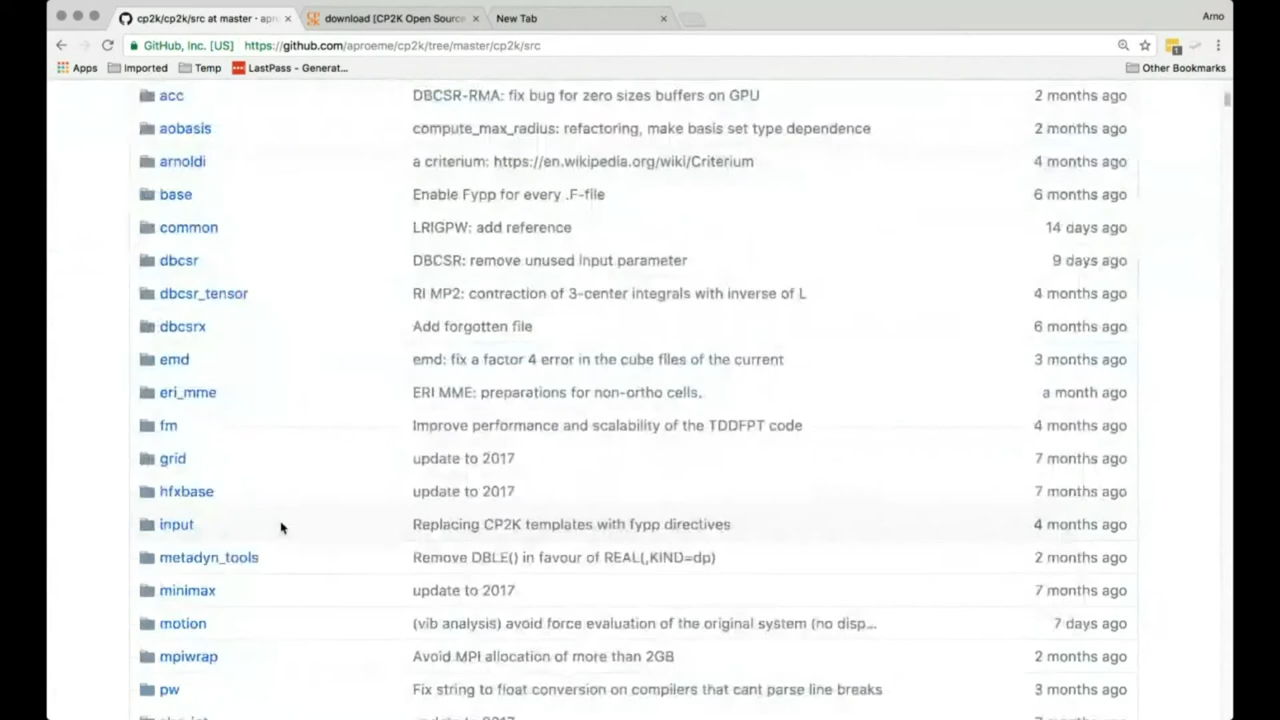 cp2k/cp2k/src at master · apro
download [CP2K Open Source
New Tab
Arno
GitHub, Inc. [US] https://github.com/aproeme/cp2k/tree/master/cp2k/src
Apps Imported Temp LastPass - Generat... Other Bookmarks
acc DBCSR-RMA: fix bug for zero sizes buffers on GPU 2 months ago
aobasis compute_max_radius: refactoring, make basis set type dependence 2 months ago
arnoldi a criterium: https://en.wikipedia.org/wiki/Criterium 4 months ago
base Enable Fypp for every .F-file 6 months ago
common LRIGPW: add reference 14 days ago
dbcsr DBCSR: remove unused input parameter 9 days ago
dbcsr_tensor RI MP2: contraction of 3-center integrals with inverse of L 4 months ago
dbcsrx Add forgotten file 6 months ago
emd emd: fix a factor 4 error in the cube files of the current 3 months ago
eri_mme ERI MME: preparations for non-ortho cells. a month ago
fm Improve performance and scalability of the TDDFPT code 4 months ago
grid update to 2017 7 months ago
hfxbase update to 2017 7 months ago
input Replacing CP2K templates with fypp directives 4 months ago
metadyn_tools Remove DBLE() in favour of REAL(,KIND=dp) 2 months ago
minimax update to 2017 7 months ago
motion (vib analysis) avoid force evaluation of the original system (no disp... 7 days ago
mpiwrap Avoid MPI allocation of more than 2GB 2 months ago
pw Fix string to float conversion on compilers that cant parse line breaks 3 months ago